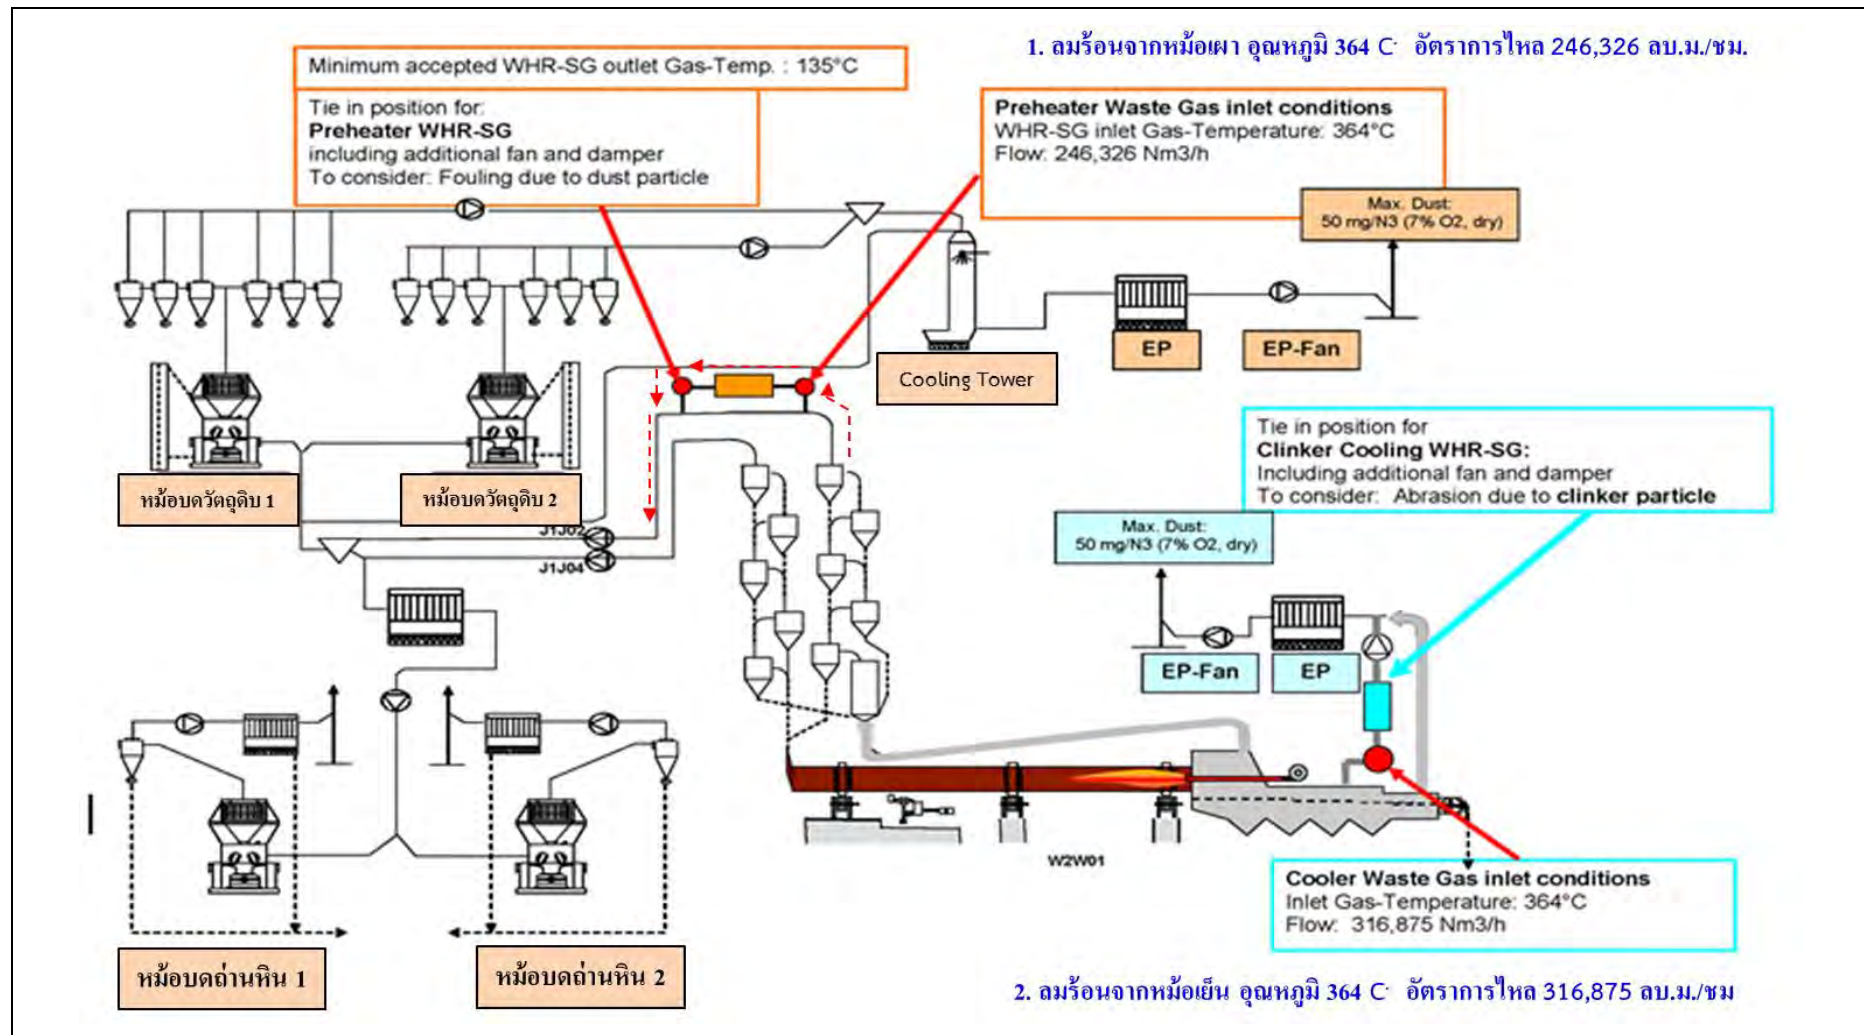 1. ลมร้อนจากหม้อเผา อุณหภูมิ 364 C อัตราการไหล 246,326 ลบ.ม./ชม.
Minimum accepted WHR-SG outlet Gas-Temp. : 135°C
Tie in position for:
Preheater WHR-SG
including additional fan and damper
To consider: Fouling due to dust particle
Preheater Waste Gas inlet conditions
WHR-SG inlet Gas-Temperature: 364°C
Flow: 246,326 Nm3/h
Max. Dust:
50 mg/N3 (7% O2, dry)
EP
EP-Fan
Cooling Tower
Tie in position for
Clinker Cooling WHR-SG:
Including additional fan and damper
To consider: Abrasion due to clinker particle
หม้อบดวัตถุดิบ 1
หม้อบดวัตถุดิบ 2
J1J02
J1J04
Max. Dust:
50 mg/N3 (7% O2, dry)
EP-Fan
EP
W2W01
Cooler Waste Gas inlet conditions
Inlet Gas-Temperature: 364°C
Flow: 316,875 Nm3/h
หม้อบดถ่านหิน 1
หม้อบดถ่านหิน 2
2. ลมร้อนจากหม้อเย็น อุณหภูมิ 364 C อัตราการไหล 316,875 ลบ.ม./ชม